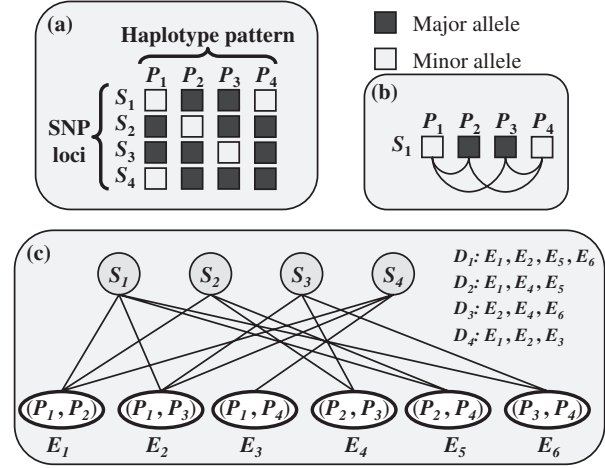 (a)
Haplotype pattern
P1 P2 P3 P4
SNP loci
S1
S2
S3
S4
Major allele
Minor allele
(b)
P1 P2 P3 P4
S1
(c)
S1 S2 S3 S4
D1: E1, E2, E5, E6
D2: E1, E4, E5
D3: E2, E4, E6
D4: E1, E2, E3
(P1, P2) (P1, P3) (P1, P4) (P2, P3) (P2, P4) (P3, P4)
E1 E2 E3 E4 E5 E6